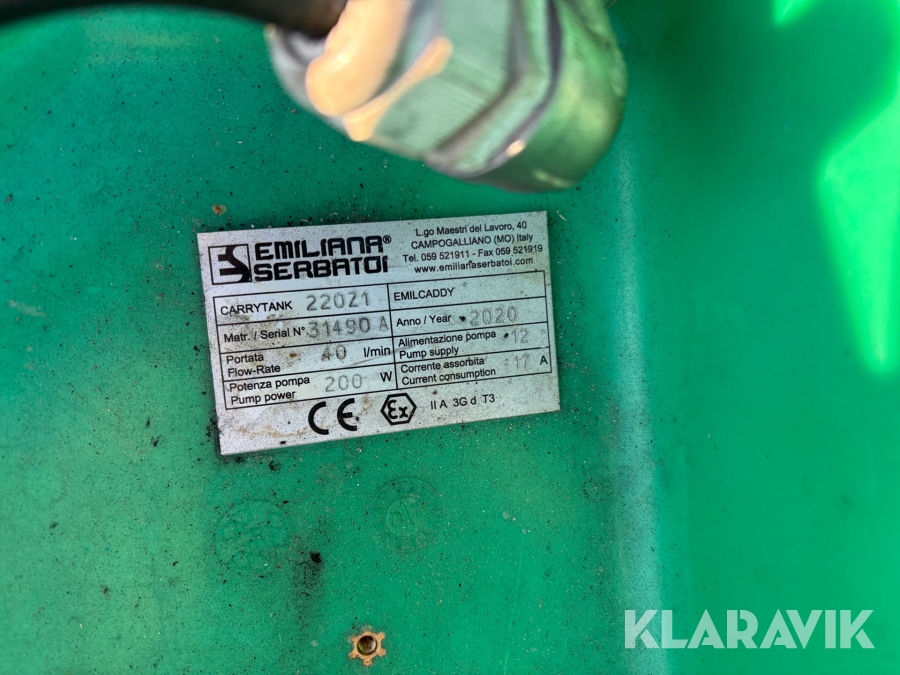 EMILIANA®
SERBATOI
L.go Maestri del Lavoro, 40
CAMPOGALLIANO (MO) Italy
Tel. 059 521911 - Fax 059 521919
www.emilianaserbatoi.com
CARRYTANK 220Z1
EMILCADDY
Matr. / Serial N° 31490 A
Anno / Year 2020
Portata
Flow-Rate 40 l/min
Alimentazione pompa
Pump supply 12
Potenza pompa
Pump power 200 W
Corrente assorbita
Current consumption 17 A
CE Ex II A 3G d T3
KLARAVIK